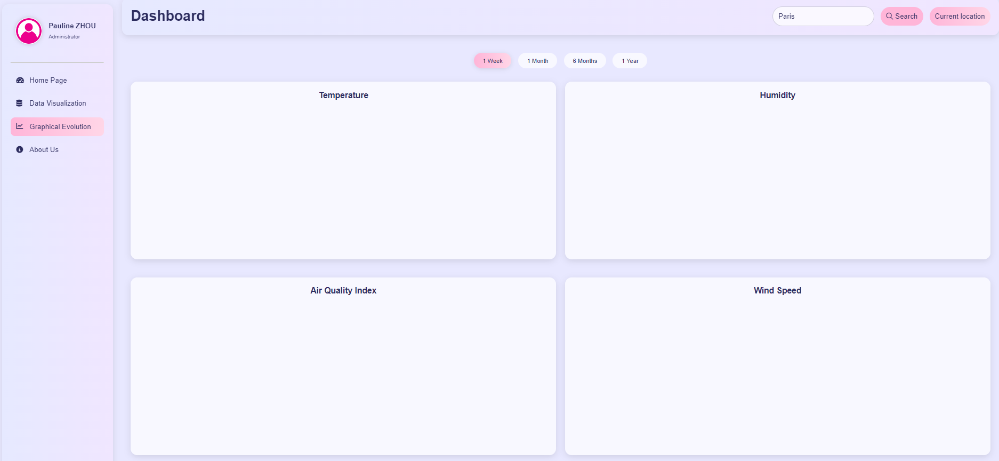 Pauline ZHOU
Administrator
Home Page
Data Visualization
Graphical Evolution
About Us
Dashboard
Paris
Search
Current location
1 Week
1 Month
6 Months
1 Year
Temperature
Humidity
Air Quality Index
Wind Speed